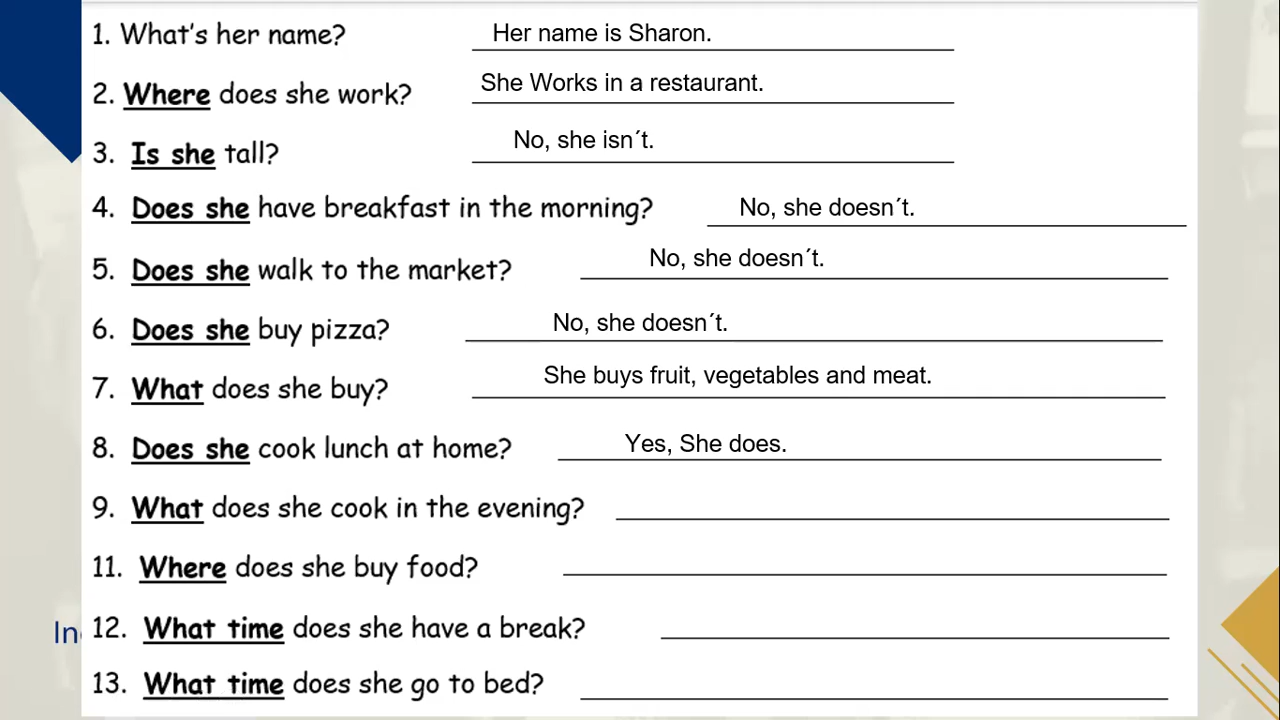 1. What's her name? Her name is Sharon.
2. Where does she work? She Works in a restaurant.
3. Is she tall? No, she isn´t.
4. Does she have breakfast in the morning? No, she doesn´t.
5. Does she walk to the market? No, she doesn´t.
6. Does she buy pizza? No, she doesn´t.
7. What does she buy? She buys fruit, vegetables and meat.
8. Does she cook lunch at home? Yes, She does.
9. What does she cook in the evening?
11. Where does she buy food?
12. What time does she have a break?
13. What time does she go to bed?